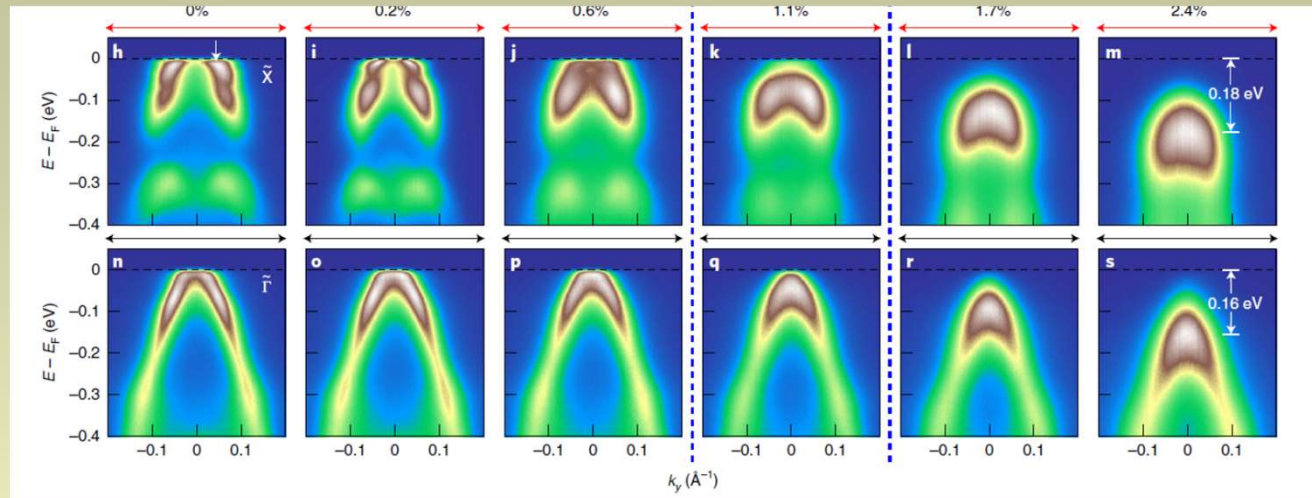 0% 0.2% 0.6% 1.1% 1.7% 2.4%
h i j k l m
X̃
0
−0.1
−0.2
−0.3
−0.4
E − E_F (eV)
0.18 eV
−0.1 0 0.1 −0.1 0 0.1 −0.1 0 0.1 −0.1 0 0.1 −0.1 0 0.1 −0.1 0 0.1
n o p q r s
Γ̃
0
−0.1
−0.2
−0.3
−0.4
E − E_F (eV)
0.16 eV
k_y (Å⁻¹)